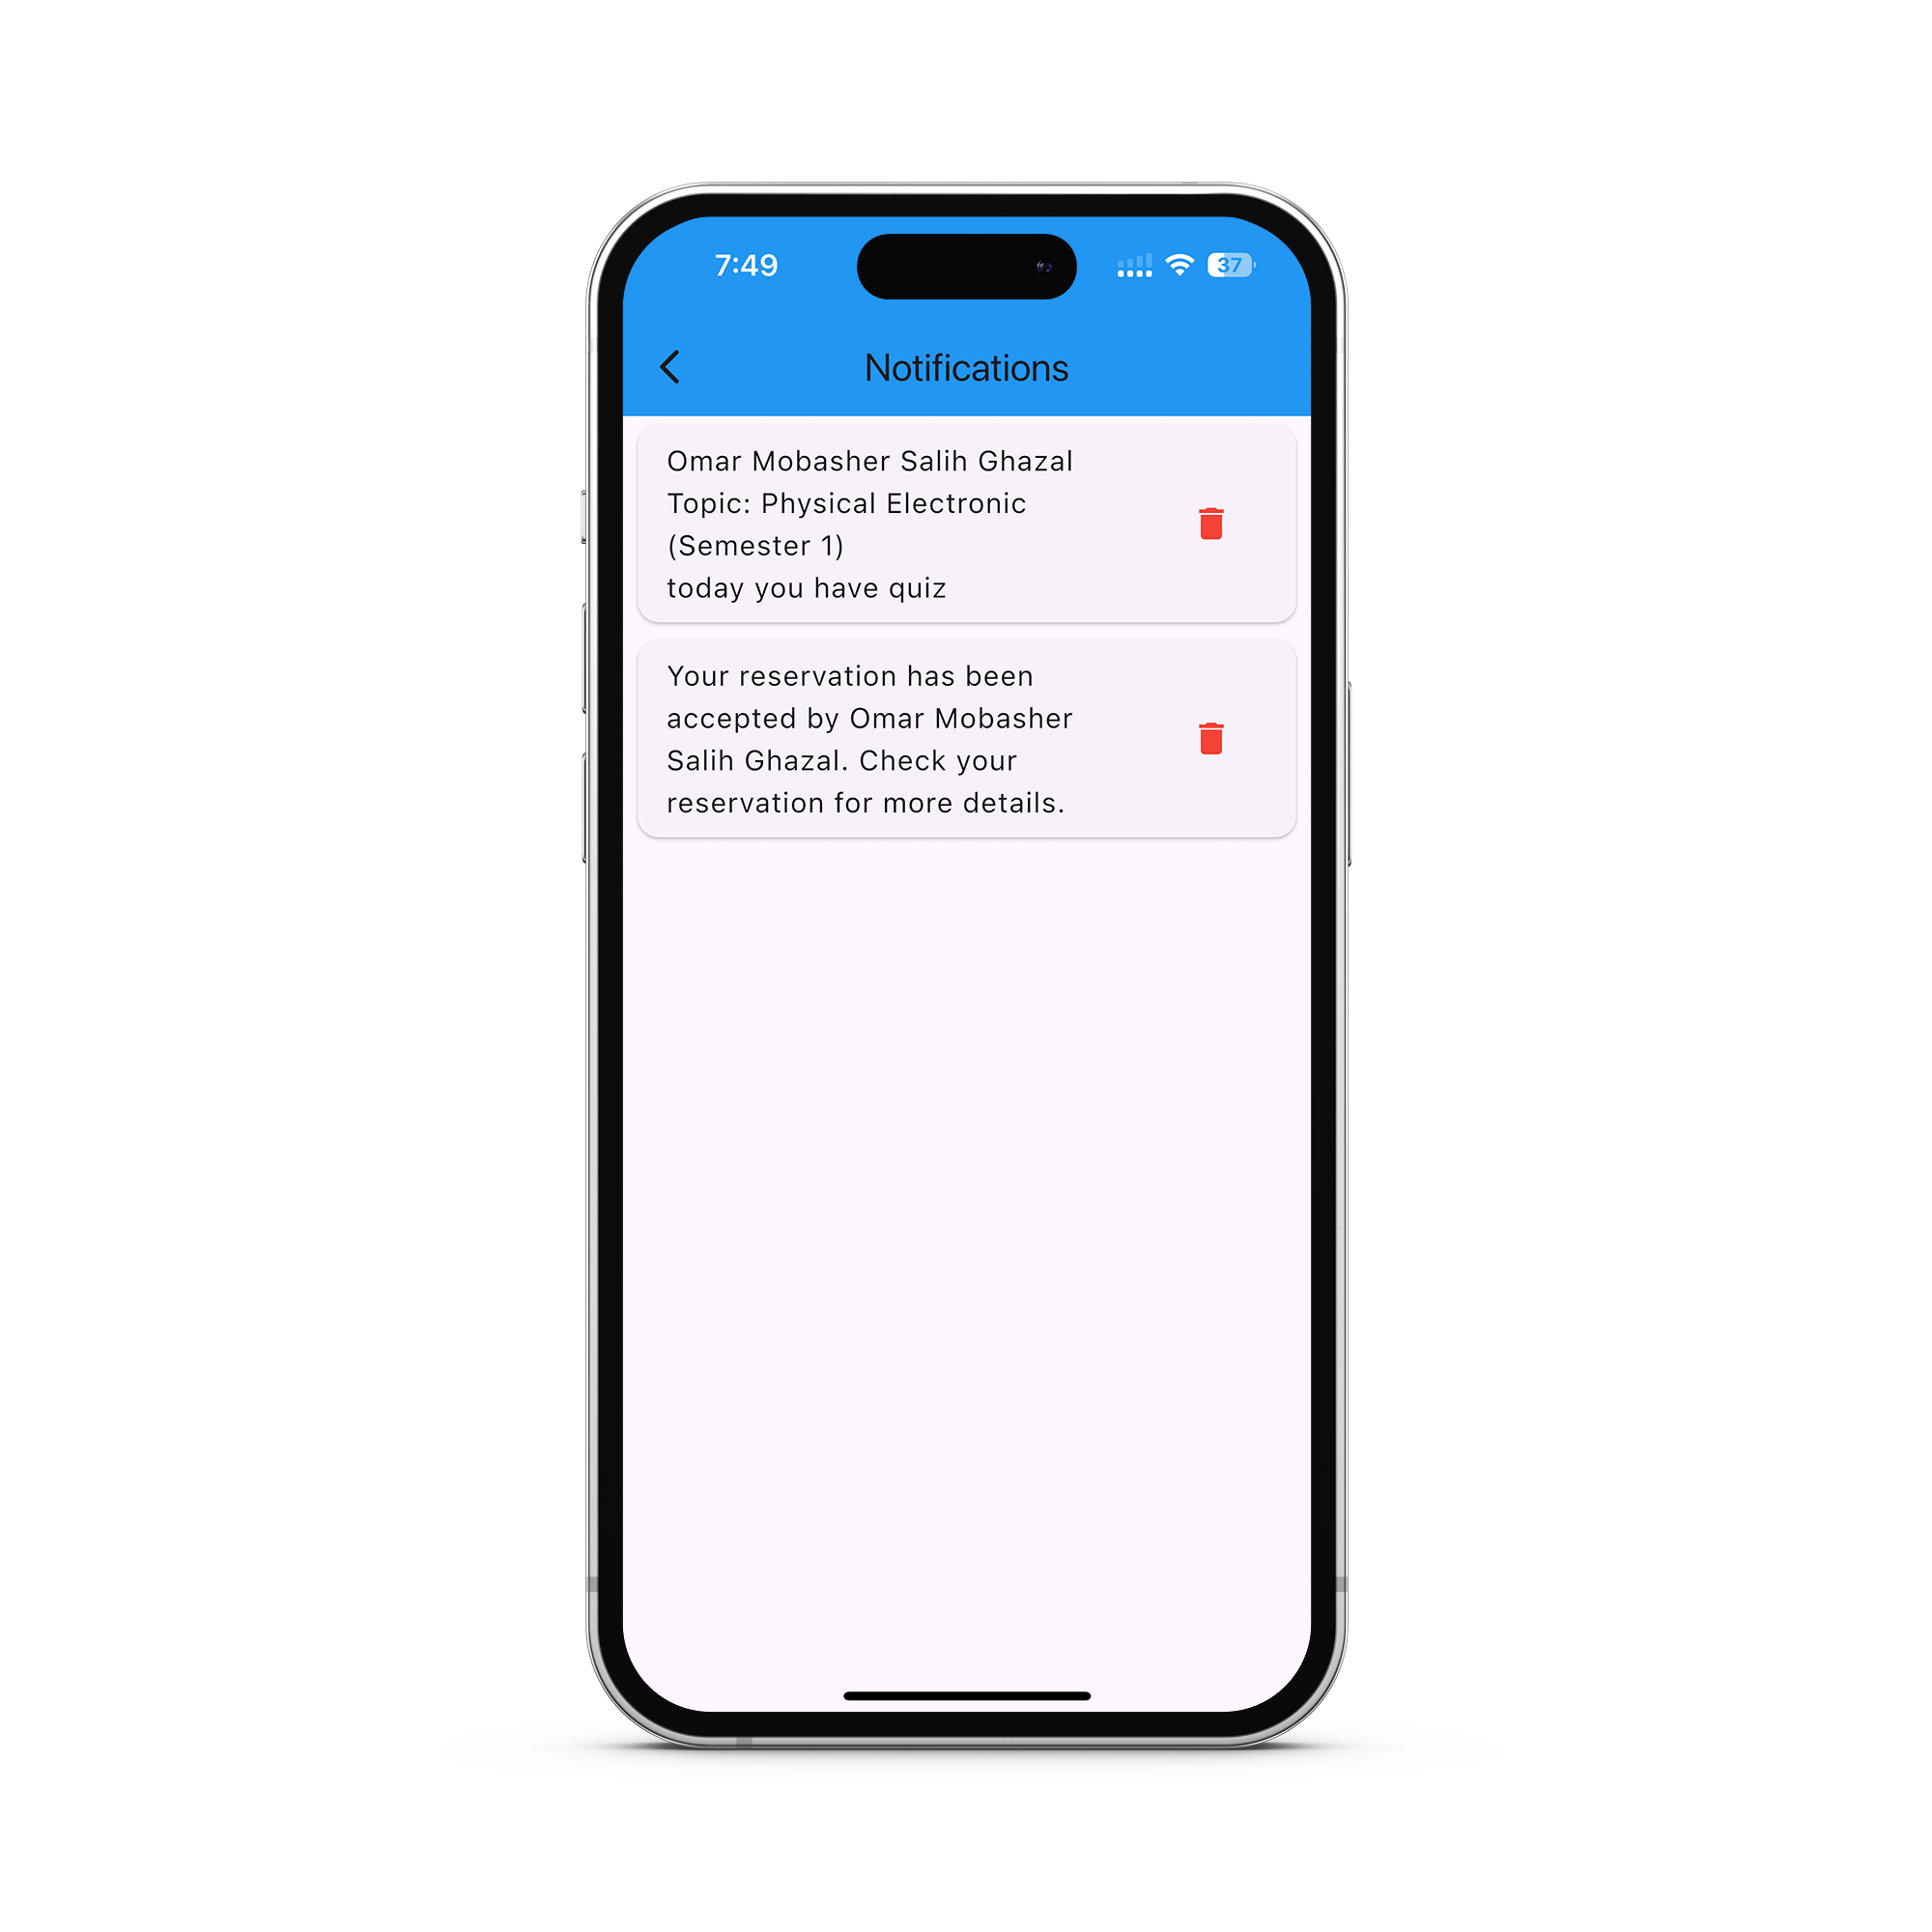 7:49
37
Notifications
Omar Mobasher Salih Ghazal
Topic: Physical Electronic
(Semester 1)
today you have quiz
Your reservation has been
accepted by Omar Mobasher
Salih Ghazal. Check your
reservation for more details.